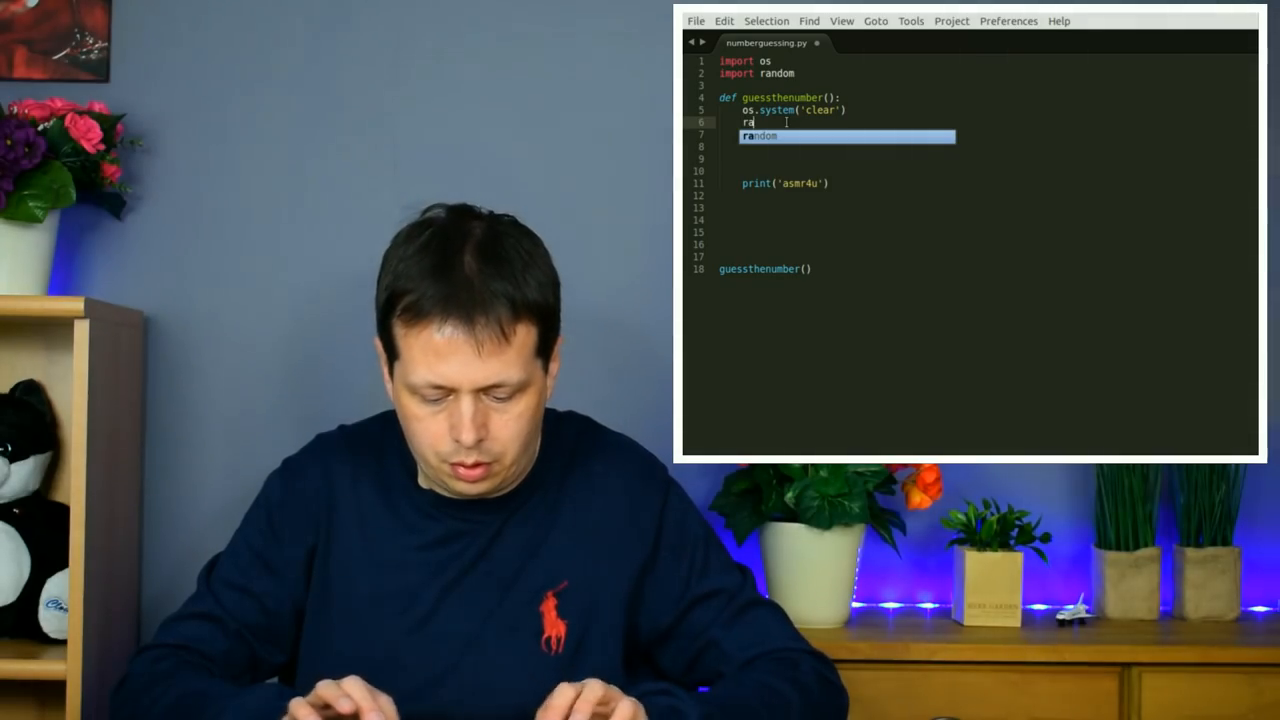 File Edit Selection Find View Goto Tools Project Preferences Help
numberguessing.py
1 import os
2 import random
3
4 def guessthenumber():
5 os.system('clear')
6 ra
random
7
8
9
10
11 print('asmr4u')
12
13
14
15
16
17
18 guessthenumber()